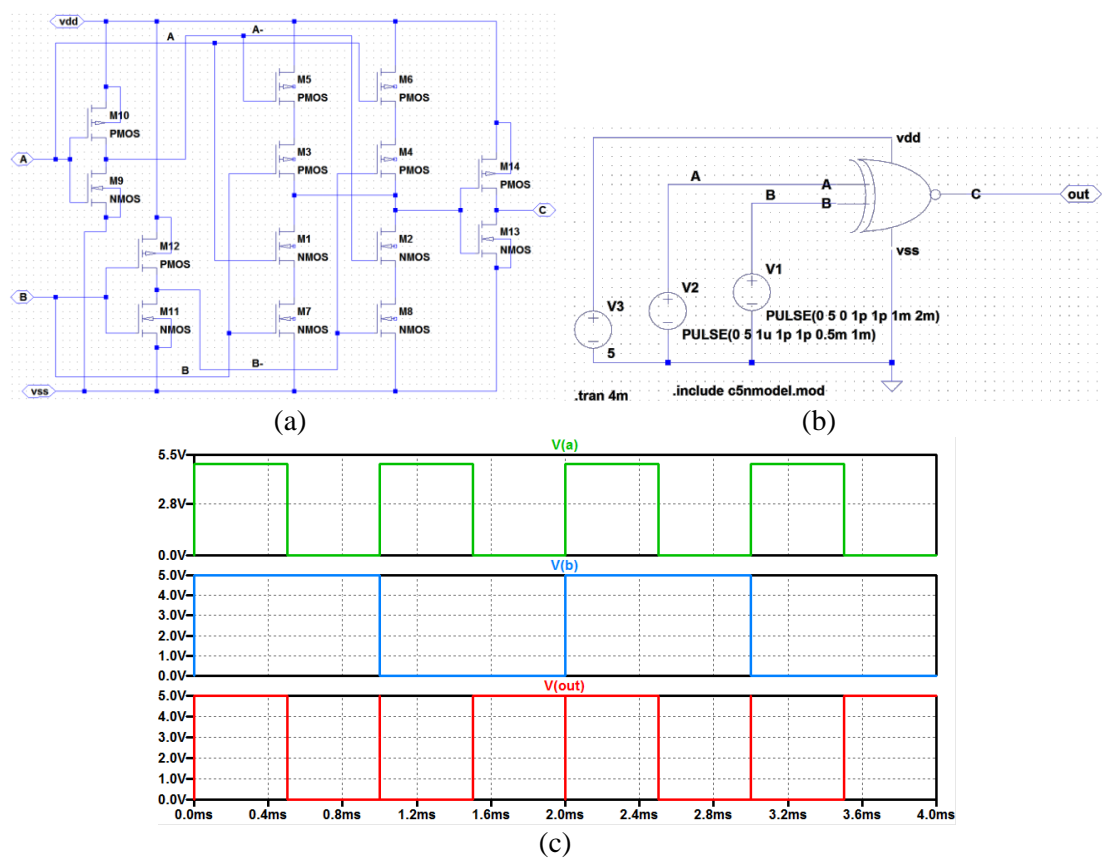 vdd
A
A-
M5
PMOS
M6
PMOS
M10
PMOS
A
M9
NMOS
M3
PMOS
M4
PMOS
M14
PMOS
C
M12
PMOS
M1
NMOS
M2
NMOS
M13
NMOS
B
M11
NMOS
M7
NMOS
M8
NMOS
B
B-
vss
(a)
vdd
A
A
B
B
C
out
vss
V1
V2
V3
PULSE(0 5 0 1p 1p 1m 2m)
PULSE(0 5 1u 1p 1p 0.5m 1m)
5
.tran 4m
.include c5nmodel.mod
(b)
V(a)
5.5V
2.8V
0.0V
V(b)
5.0V
4.0V
3.0V
2.0V
1.0V
0.0V
V(out)
5.0V
4.0V
3.0V
2.0V
1.0V
0.0V
0.0ms 0.4ms 0.8ms 1.2ms 1.6ms 2.0ms 2.4ms 2.8ms 3.2ms 3.6ms 4.0ms
(c)